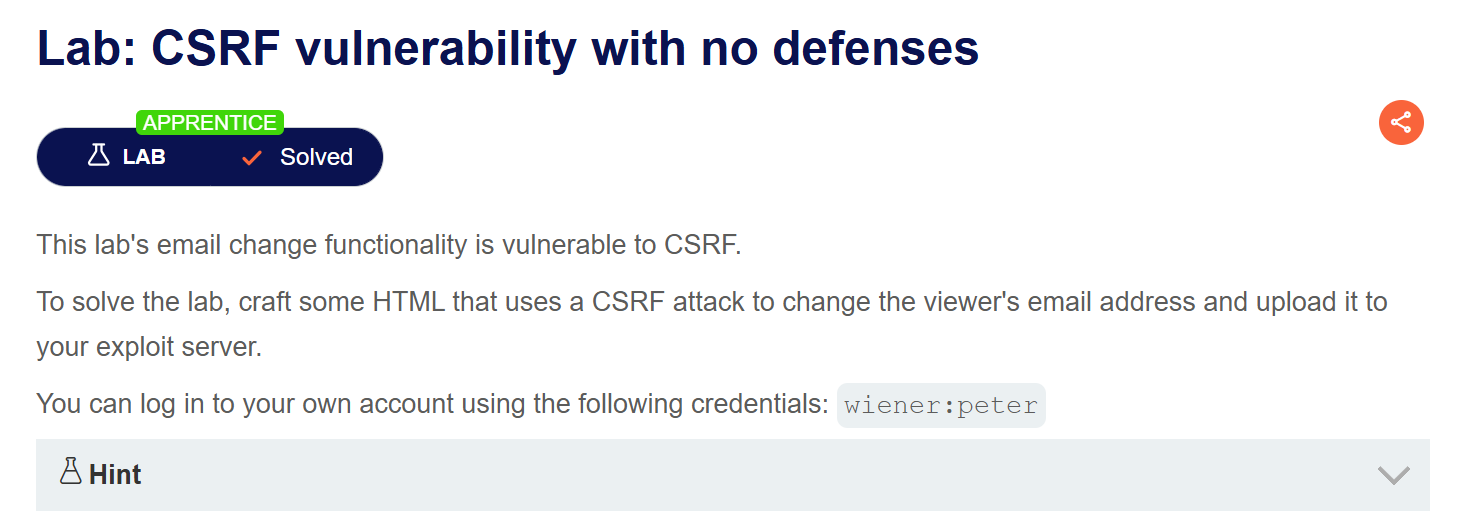 Lab: CSRF vulnerability with no defenses
APPRENTICE
LAB Solved
This lab's email change functionality is vulnerable to CSRF.
To solve the lab, craft some HTML that uses a CSRF attack to change the viewer's email address and upload it to
your exploit server.
You can log in to your own account using the following credentials: wiener:peter
Hint